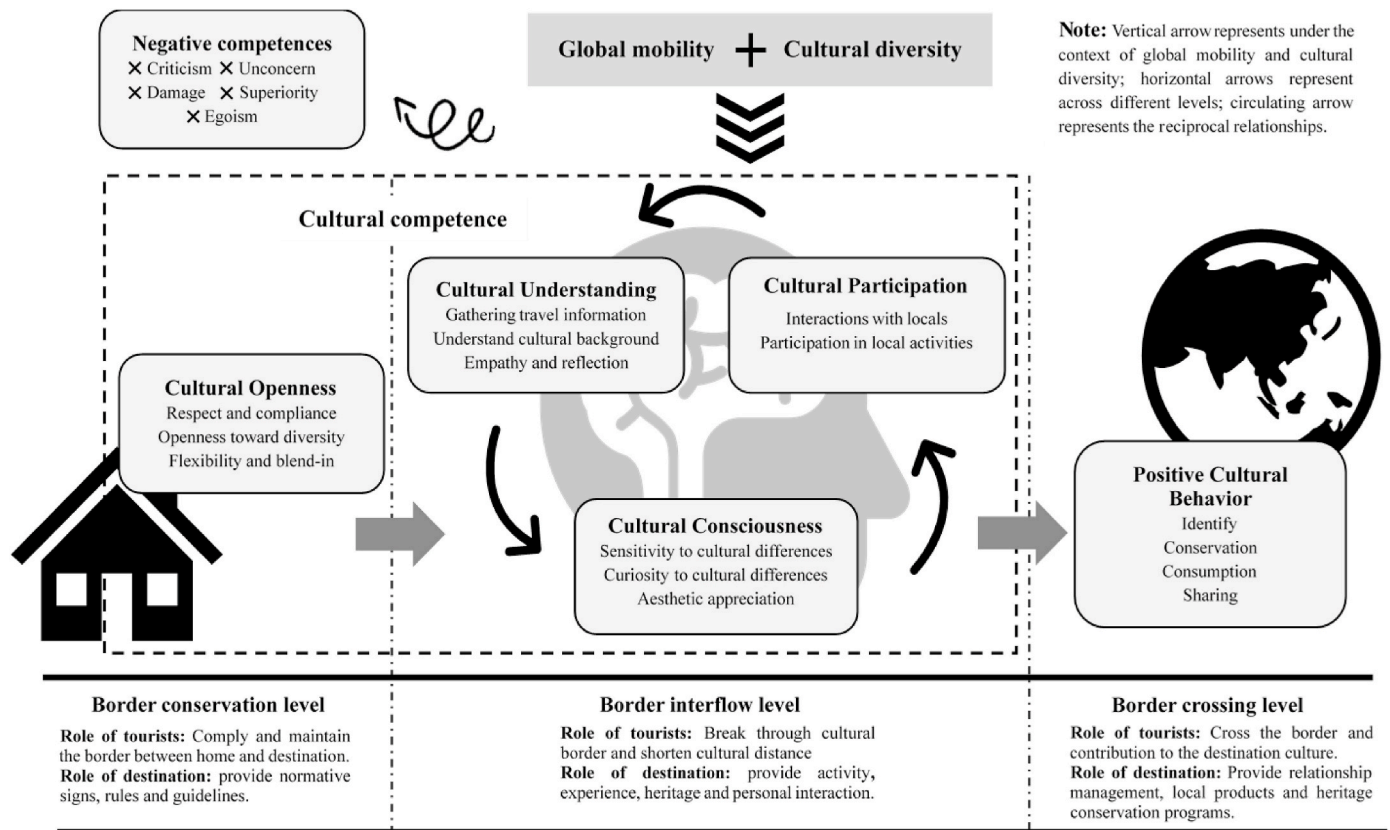 Negative competences
✕ Criticism ✕ Unconcern
✕ Damage ✕ Superiority
✕ Egoism
Global mobility + Cultural diversity
Note: Vertical arrow represents under the
context of global mobility and cultural
diversity; horizontal arrows represent
across different levels; circulating arrow
represents the reciprocal relationships.
Cultural competence
Cultural Understanding
Gathering travel information
Understand cultural background
Empathy and reflection
Cultural Participation
Interactions with locals
Participation in local activities
Cultural Openness
Respect and compliance
Openness toward diversity
Flexibility and blend-in
Cultural Consciousness
Sensitivity to cultural differences
Curiosity to cultural differences
Aesthetic appreciation
Positive Cultural
Behavior
Identify
Conservation
Consumption
Sharing
Border conservation level
Role of tourists: Comply and maintain
the border between home and destination.
Role of destination: provide normative
signs, rules and guidelines.
Border interflow level
Role of tourists: Break through cultural
border and shorten cultural distance
Role of destination: provide activity,
experience, heritage and personal interaction.
Border crossing level
Role of tourists: Cross the border and
contribution to the destination culture.
Role of destination: Provide relationship
management, local products and heritage
conservation programs.